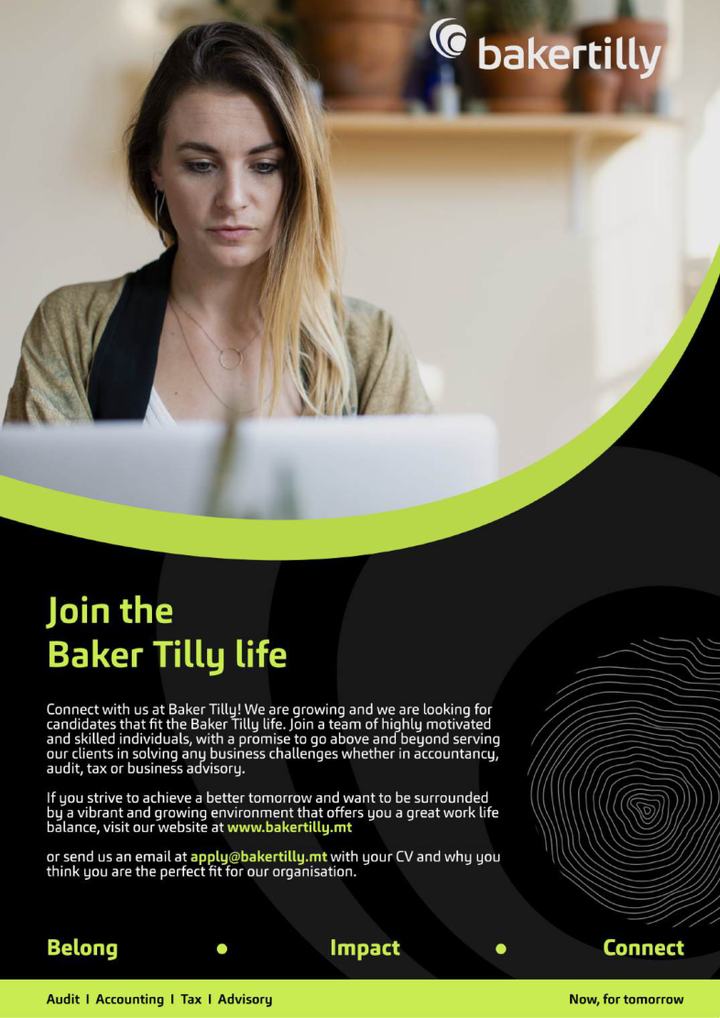 bakertilly
Join the
Baker Tilly life
Connect with us at Baker Tilly! We are growing and we are looking for
candidates that fit the Baker Tilly life. Join a team of highly motivated
and skilled individuals, with a promise to go above and beyond serving
our clients in solving any business challenges whether in accountancy,
audit, tax or business advisory.
If you strive to achieve a better tomorrow and want to be surrounded
by a vibrant and growing environment that offers you a great work life
balance, visit our website at www.bakertilly.mt
or send us an email at apply@bakertilly.mt with your CV and why you
think you are the perfect fit for our organisation.
Belong • Impact • Connect
Audit I Accounting I Tax I Advisory Now, for tomorrow